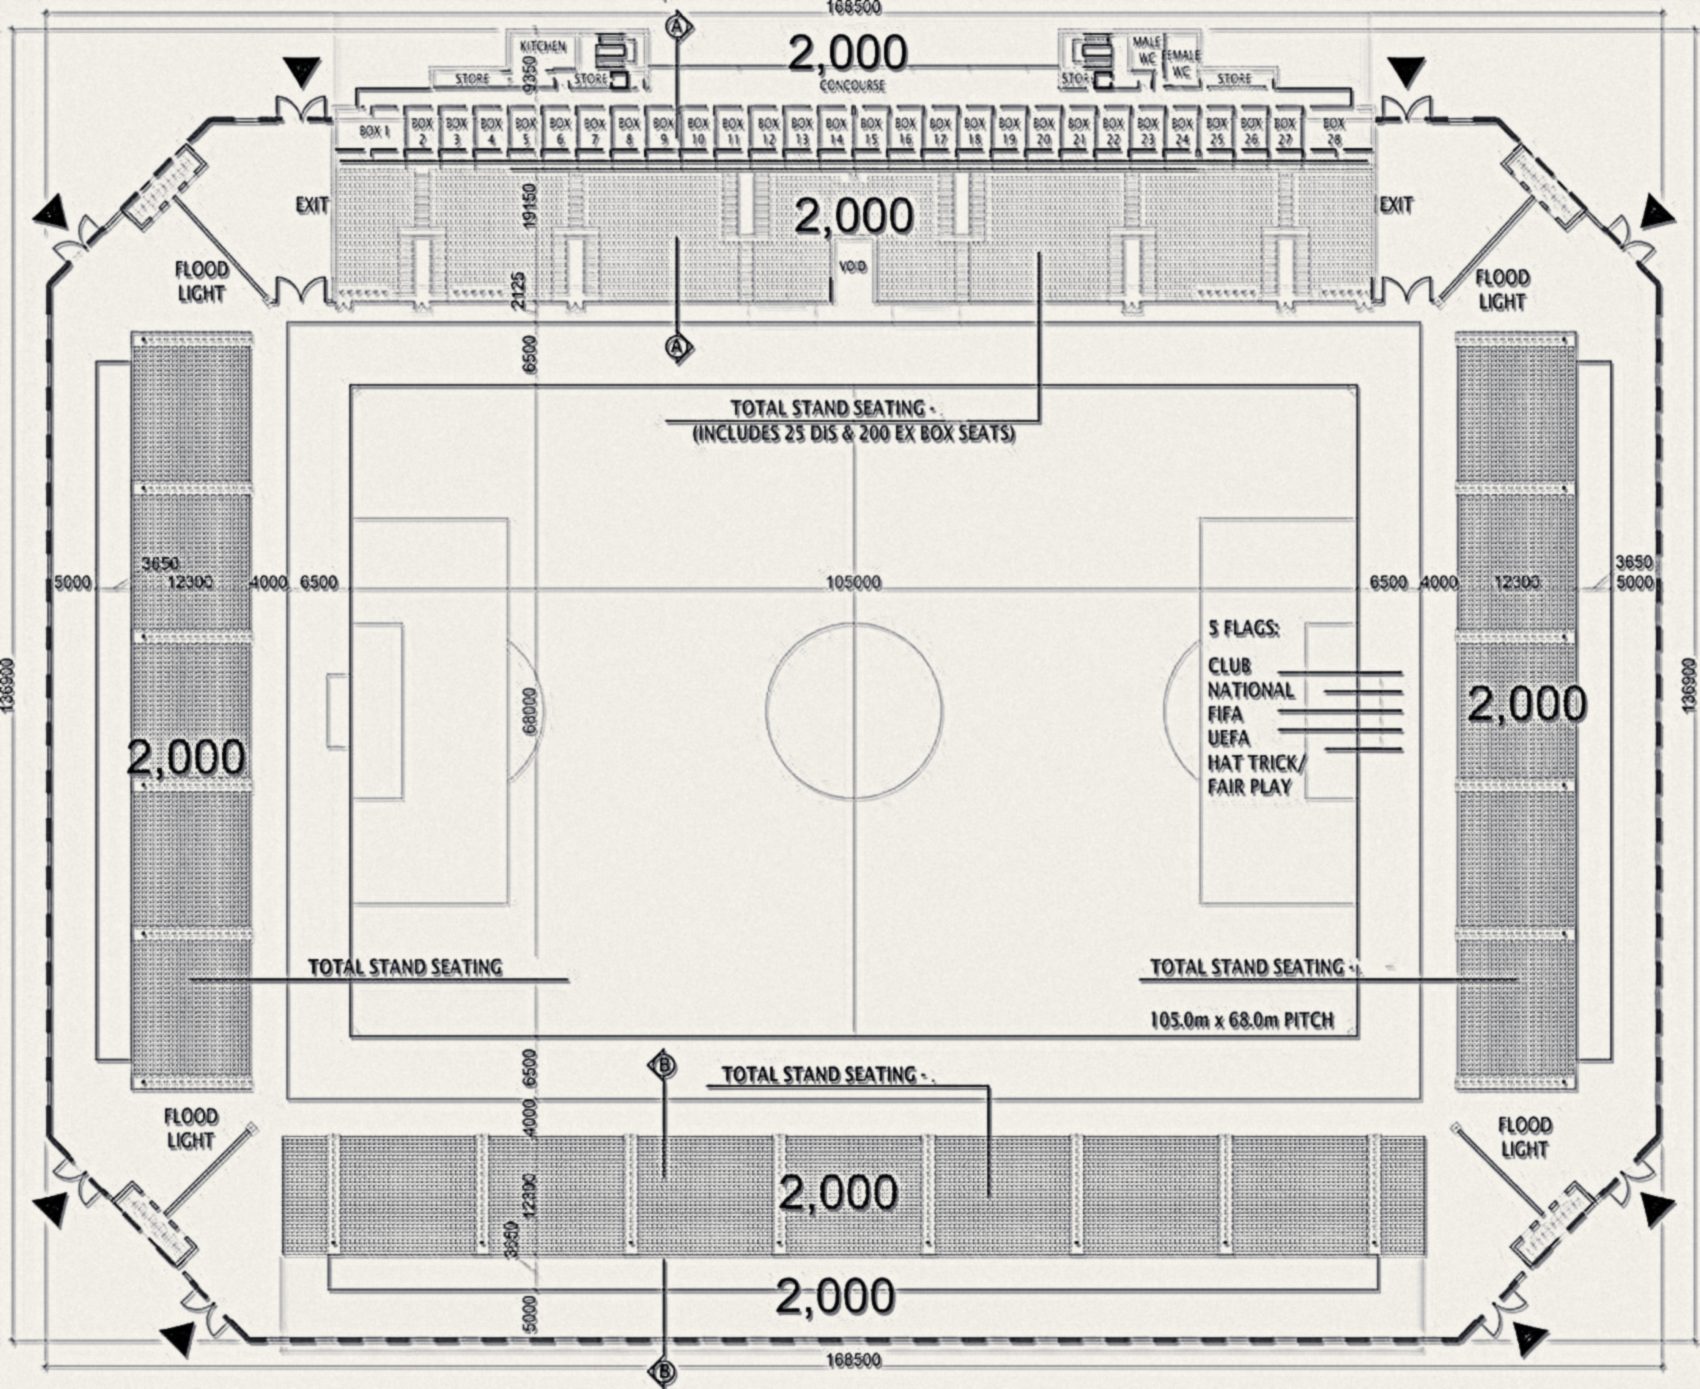 168500
A
2,000
KITCHEN
MALE
WC
FEMALE
WC
STORE
STORE
STOR
STORE
9350
CONCOURSE
BOX 1
BOX 2
BOX 3
BOX 4
BOX 5
BOX 6
BOX 7
BOX 8
BOX 9
BOX 10
BOX 11
BOX 12
BOX 13
BOX 14
BOX 15
BOX 16
BOX 17
BOX 18
BOX 19
BOX 20
BOX 21
BOX 22
BOX 23
BOX 24
BOX 25
BOX 26
BOX 27
BOX 28
EXIT
19150
2,000
EXIT
FLOOD
LIGHT
2125
VOID
FLOOD
LIGHT
6500
A
TOTAL STAND SEATING -
(INCLUDES 25 DIS & 200 EX BOX SEATS)
3650
5000
12300
4000
6500
105000
6500
4000
12300
3650
5000
136900
5 FLAGS:
CLUB
NATIONAL
FIFA
UEFA
HAT TRICK/
FAIR PLAY
68000
136900
2,000
2,000
TOTAL STAND SEATING
TOTAL STAND SEATING -
105.0m x 68.0m PITCH
6500
B
TOTAL STAND SEATING -
FLOOD
LIGHT
4000
FLOOD
LIGHT
12300
2,000
3650
2,000
5000
168500
B